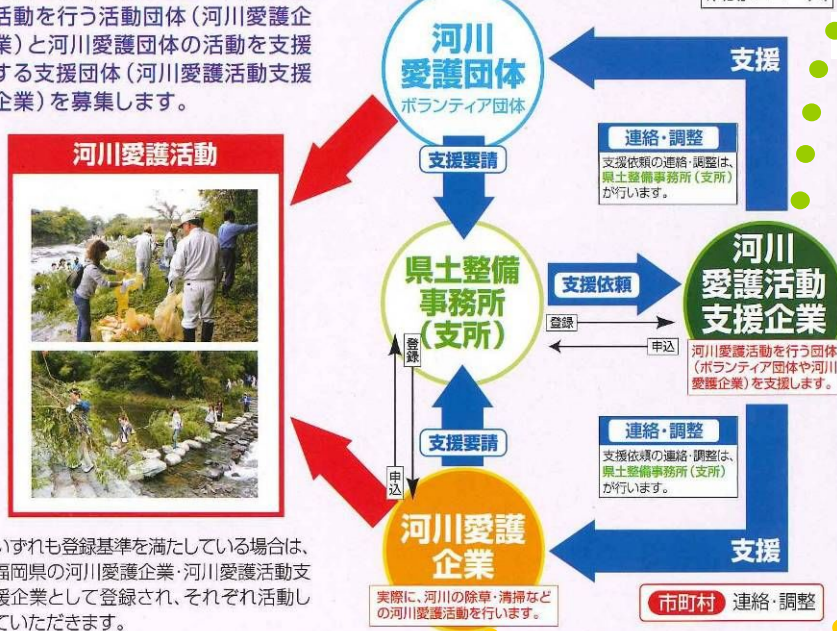 活動を行う活動団体(河川愛護企
業)と河川愛護団体の活動を支援
する支援団体(河川愛護活動支援
企業)を募集します。
河川愛護活動
河川
愛護団体
ボランティア団体
支援
連絡・調整
支援依頼の連絡・調整は、
県土整備事務所(支所)
が行います。
支援要請
県土整備
事務所
(支所)
支援依頼
登録
申込
河川
愛護活動
支援企業
河川愛護活動を行う団体
(ボランティア団体や河川
愛護企業)を支援します。
登録
申込
支援要請
連絡・調整
支援依頼の連絡・調整は、
県土整備事務所(支所)
が行います。
河川愛護
企業
実際に、河川の除草・清掃など
の河川愛護活動を行います。
支援
市町村 連絡・調整
いずれも登録基準を満たしている場合は、
福岡県の河川愛護企業・河川愛護活動支
援企業として登録され、それぞれ活動し
ていただきます。